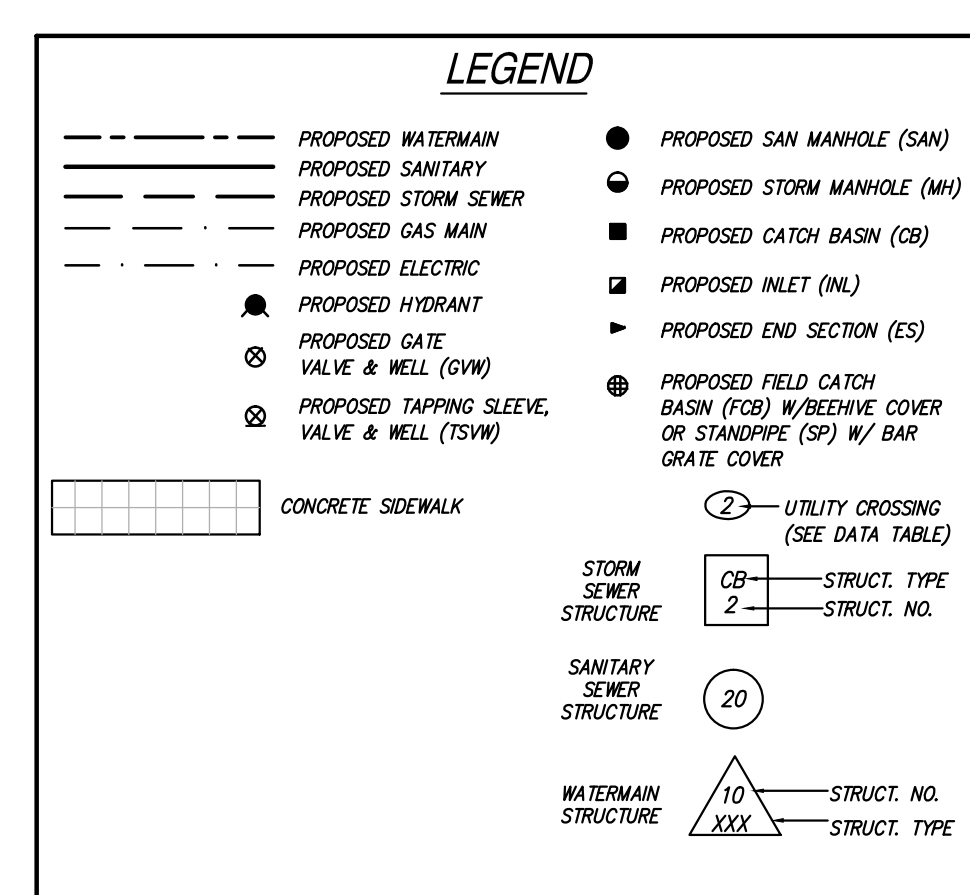 LEGEND
PROPOSED WATERMAIN
PROPOSED SANITARY
PROPOSED STORM SEWER
PROPOSED GAS MAIN
PROPOSED ELECTRIC
PROPOSED HYDRANT
PROPOSED GATE
VALVE & WELL (GVW)
PROPOSED TAPPING SLEEVE,
VALVE & WELL (TSVW)
CONCRETE SIDEWALK
PROPOSED SAN MANHOLE (SAN)
PROPOSED STORM MANHOLE (MH)
PROPOSED CATCH BASIN (CB)
PROPOSED INLET (INL)
PROPOSED END SECTION (ES)
PROPOSED FIELD CATCH
BASIN (FCB) W/BEEHIVE COVER
OR STANDPIPE (SP) W/ BAR
GRATE COVER
2 UTILITY CROSSING
(SEE DATA TABLE)
STORM
SEWER
STRUCTURE
CB STRUCT. TYPE
2 STRUCT. NO.
SANITARY
SEWER
STRUCTURE
20
WATERMAIN
STRUCTURE
10 STRUCT. NO.
XXX STRUCT. TYPE